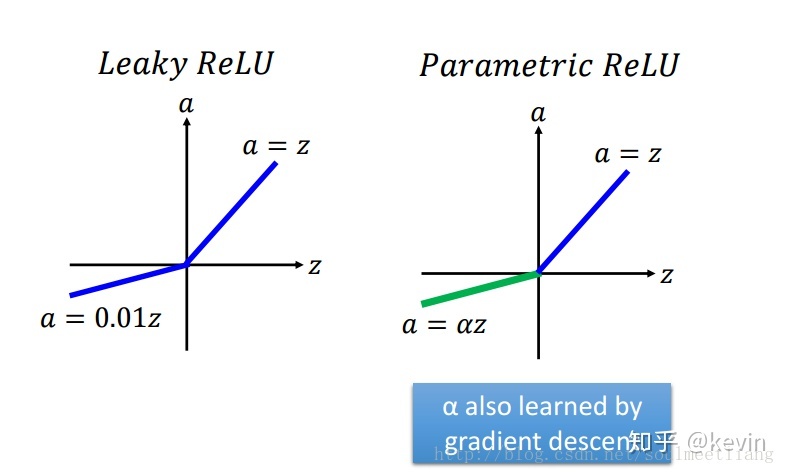 Leaky ReLU
a
a = z
z
a = 0.01z
Parametric ReLU
a
a = z
z
a = αz
α also learned by
gradient descent
知乎 @kevin
http://blog.csdn.net/soulmeetliang